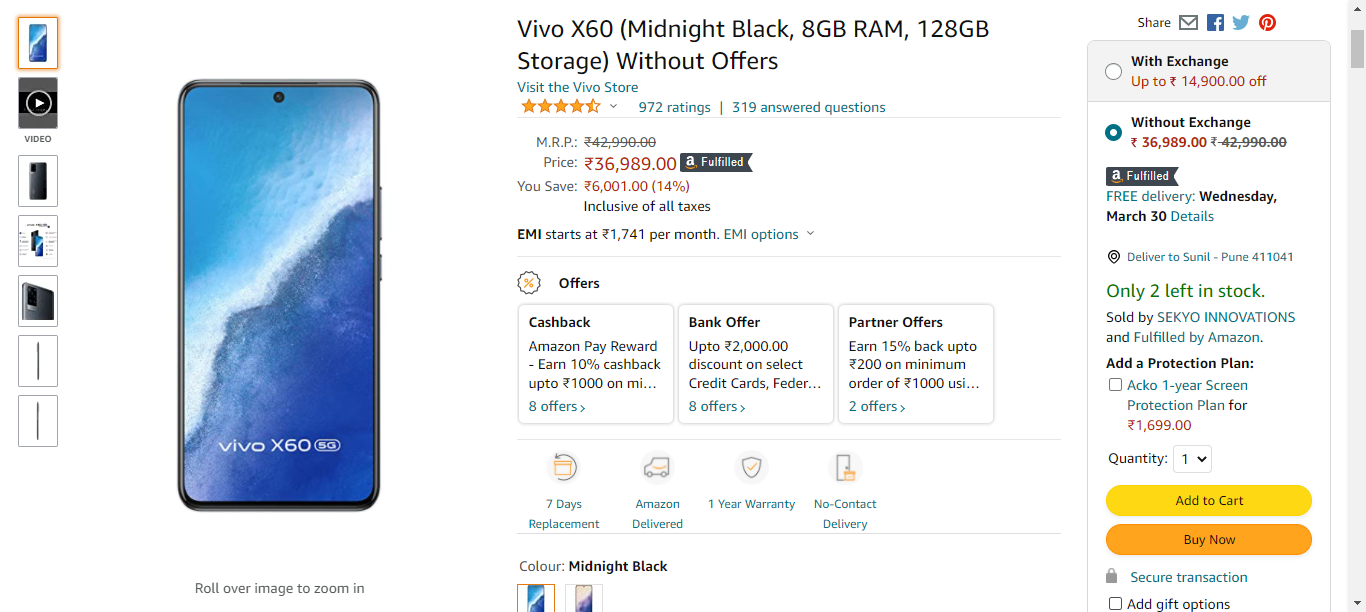 VIDEO
vivo X60 5G
Roll over image to zoom in
Vivo X60 (Midnight Black, 8GB RAM, 128GB
Storage) Without Offers
Visit the Vivo Store
972 ratings | 319 answered questions
M.R.P.: ₹42,990.00
Price: ₹36,989.00 a Fulfilled
You Save: ₹6,001.00 (14%)
Inclusive of all taxes
EMI starts at ₹1,741 per month. EMI options
% Offers
Cashback
Amazon Pay Reward
- Earn 10% cashback
upto ₹1000 on mi…
8 offers ›
Bank Offer
Upto ₹2,000.00
discount on select
Credit Cards, Feder…
8 offers ›
Partner Offers
Earn 15% back upto
₹200 on minimum
order of ₹1000 usi…
2 offers ›
7 Days
Replacement
Amazon
Delivered
1 Year Warranty
No-Contact
Delivery
Colour: Midnight Black
Share
With Exchange
Up to ₹ 14,900.00 off
Without Exchange
₹ 36,989.00 ₹ 42,990.00
a Fulfilled
FREE delivery: Wednesday,
March 30 Details
Deliver to Sunil - Pune 411041
Only 2 left in stock.
Sold by SEKYO INNOVATIONS
and Fulfilled by Amazon.
Add a Protection Plan:
Acko 1-year Screen
Protection Plan for
₹1,699.00
Quantity: 1
Add to Cart
Buy Now
Secure transaction
Add gift options